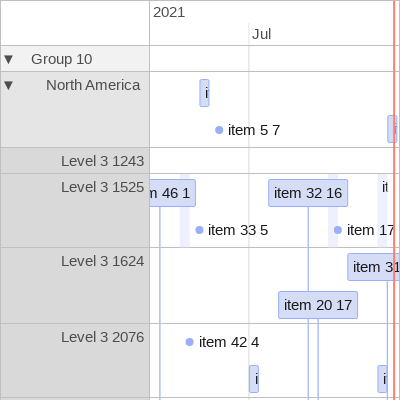 2021
Jul
▼ Group 10
▼ North America
i
item 5 7
i
Level 3 1243
Level 3 1525
m 46 1
item 32 16
it
item 33 5
item 17
Level 3 1624
item 31
item 20 17
Level 3 2076
item 42 4
i
i